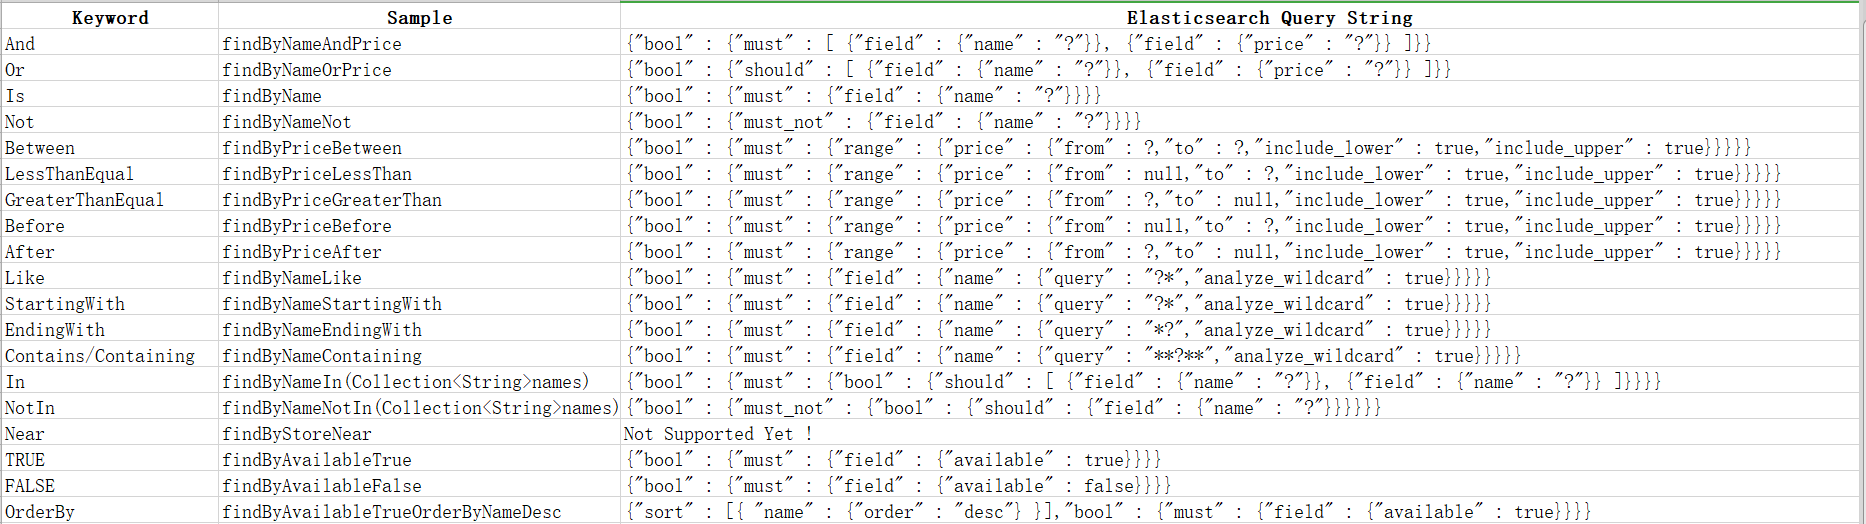 Keyword Sample Elasticsearch Query String
And findByNameAndPrice {"bool" : {"must" : [ {"field" : {"name" : "?"}}, {"field" : {"price" : "?"}} ]}}
Or findByNameOrPrice {"bool" : {"should" : [ {"field" : {"name" : "?"}}, {"field" : {"price" : "?"}} ]}}
Is findByName {"bool" : {"must" : {"field" : {"name" : "?"}}}}
Not findByNameNot {"bool" : {"must_not" : {"field" : {"name" : "?"}}}}
Between findByPriceBetween {"bool" : {"must" : {"range" : {"price" : {"from" : ?,"to" : ?,"include_lower" : true,"include_upper" : true}}}}}
LessThanEqual findByPriceLessThan {"bool" : {"must" : {"range" : {"price" : {"from" : null,"to" : ?,"include_lower" : true,"include_upper" : true}}}}}
GreaterThanEqual findByPriceGreaterThan {"bool" : {"must" : {"range" : {"price" : {"from" : ?,"to" : null,"include_lower" : true,"include_upper" : true}}}}}
Before findByPriceBefore {"bool" : {"must" : {"range" : {"price" : {"from" : null,"to" : ?,"include_lower" : true,"include_upper" : true}}}}}
After findByPriceAfter {"bool" : {"must" : {"range" : {"price" : {"from" : ?,"to" : null,"include_lower" : true,"include_upper" : true}}}}}
Like findByNameLike {"bool" : {"must" : {"field" : {"name" : {"query" : "?*","analyze_wildcard" : true}}}}}
StartingWith findByNameStartingWith {"bool" : {"must" : {"field" : {"name" : {"query" : "?*","analyze_wildcard" : true}}}}}
EndingWith findByNameEndingWith {"bool" : {"must" : {"field" : {"name" : {"query" : "*?","analyze_wildcard" : true}}}}}
Contains/Containing findByNameContaining {"bool" : {"must" : {"field" : {"name" : {"query" : "**?**","analyze_wildcard" : true}}}}}
In findByNameIn(Collection<String>names) {"bool" : {"must" : {"bool" : {"should" : [ {"field" : {"name" : "?"}}, {"field" : {"name" : "?"}} ]}}}}
NotIn findByNameNotIn(Collection<String>names) {"bool" : {"must_not" : {"bool" : {"should" : {"field" : {"name" : "?"}}}}}}
Near findByStoreNear Not Supported Yet !
TRUE findByAvailableTrue {"bool" : {"must" : {"field" : {"available" : true}}}}
FALSE findByAvailableFalse {"bool" : {"must" : {"field" : {"available" : false}}}}
OrderBy findByAvailableTrueOrderByNameDesc {"sort" : [{ "name" : {"order" : "desc"} }],"bool" : {"must" : {"field" : {"available" : true}}}}